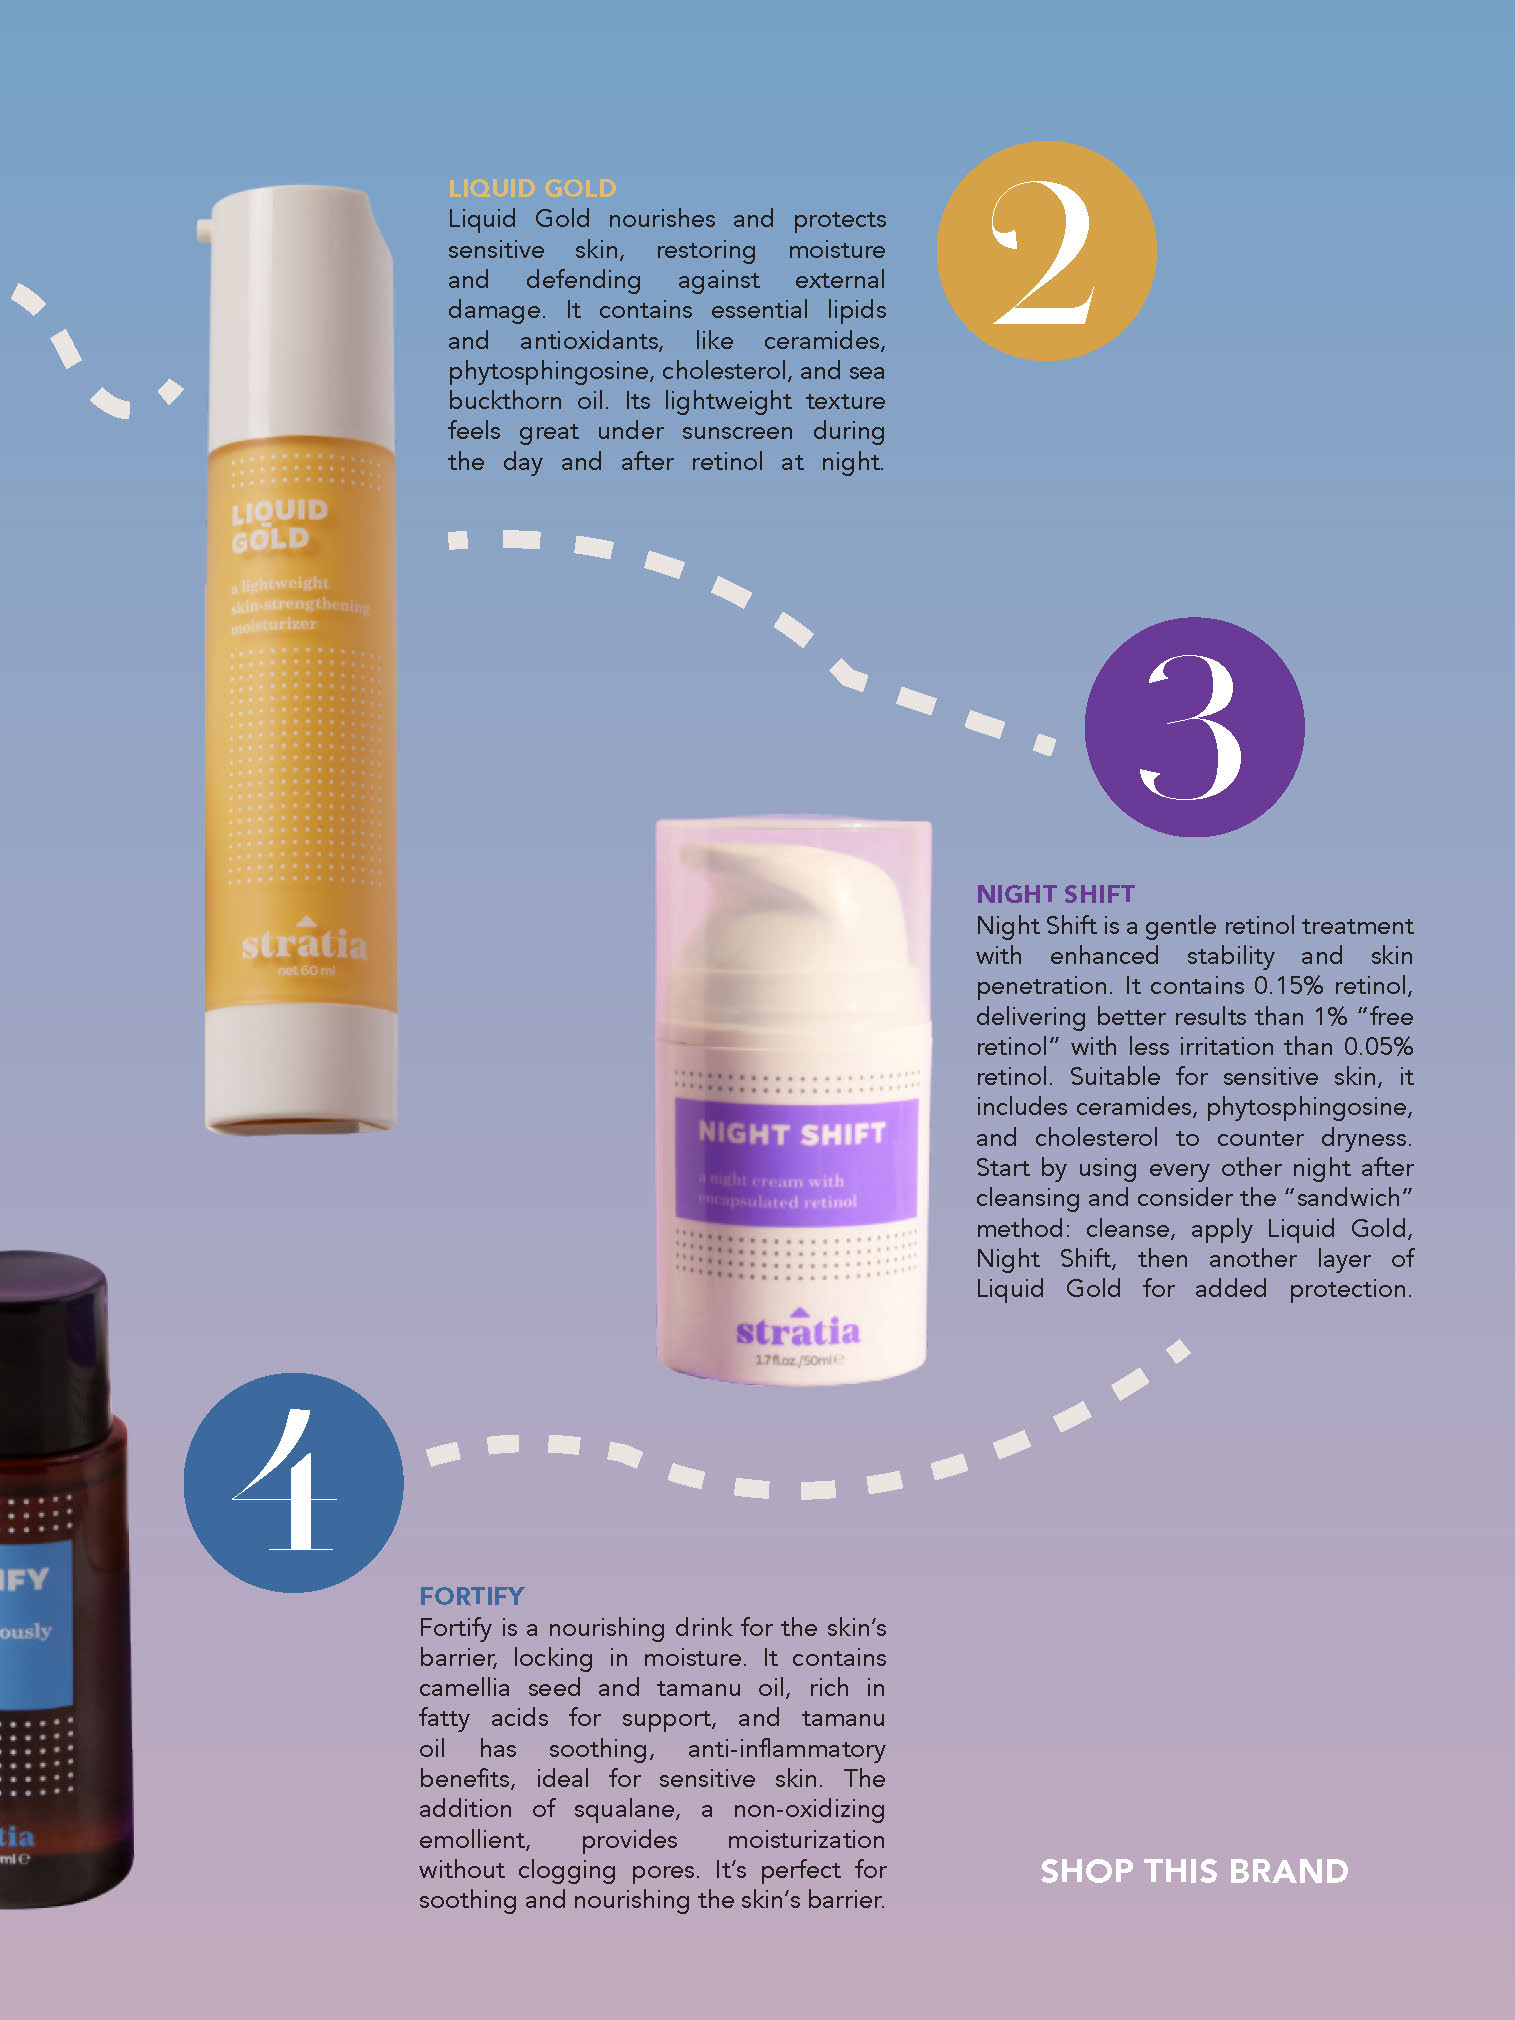 LIQUID GOLD
Liquid Gold nourishes and protects
sensitive skin, restoring moisture
and defending against external
damage. It contains essential lipids
and antioxidants, like ceramides,
phytosphingosine, cholesterol, and sea
buckthorn oil. Its lightweight texture
feels great under sunscreen during
the day and after retinol at night.
2
LIQUID
GOLD
a lightweight
skin-strengthening
moisturizer
stratia
net 60 ml
3
NIGHT SHIFT
Night Shift is a gentle retinol treatment
with enhanced stability and skin
penetration. It contains 0.15% retinol,
delivering better results than 1% “free
retinol” with less irritation than 0.05%
retinol. Suitable for sensitive skin, it
includes ceramides, phytosphingosine,
and cholesterol to counter dryness.
Start by using every other night after
cleansing and consider the “sandwich”
method: cleanse, apply Liquid Gold,
Night Shift, then another layer of
Liquid Gold for added protection.
NIGHT SHIFT
a night cream with
encapsulated retinol
stratia
1.7 fl.oz./50ml ℮
4
IFY
ously
tia
ml ℮
FORTIFY
Fortify is a nourishing drink for the skin’s
barrier, locking in moisture. It contains
camellia seed and tamanu oil, rich in
fatty acids for support, and tamanu
oil has soothing, anti-inflammatory
benefits, ideal for sensitive skin. The
addition of squalane, a non-oxidizing
emollient, provides moisturization
without clogging pores. It’s perfect for
soothing and nourishing the skin’s barrier.
SHOP THIS BRAND